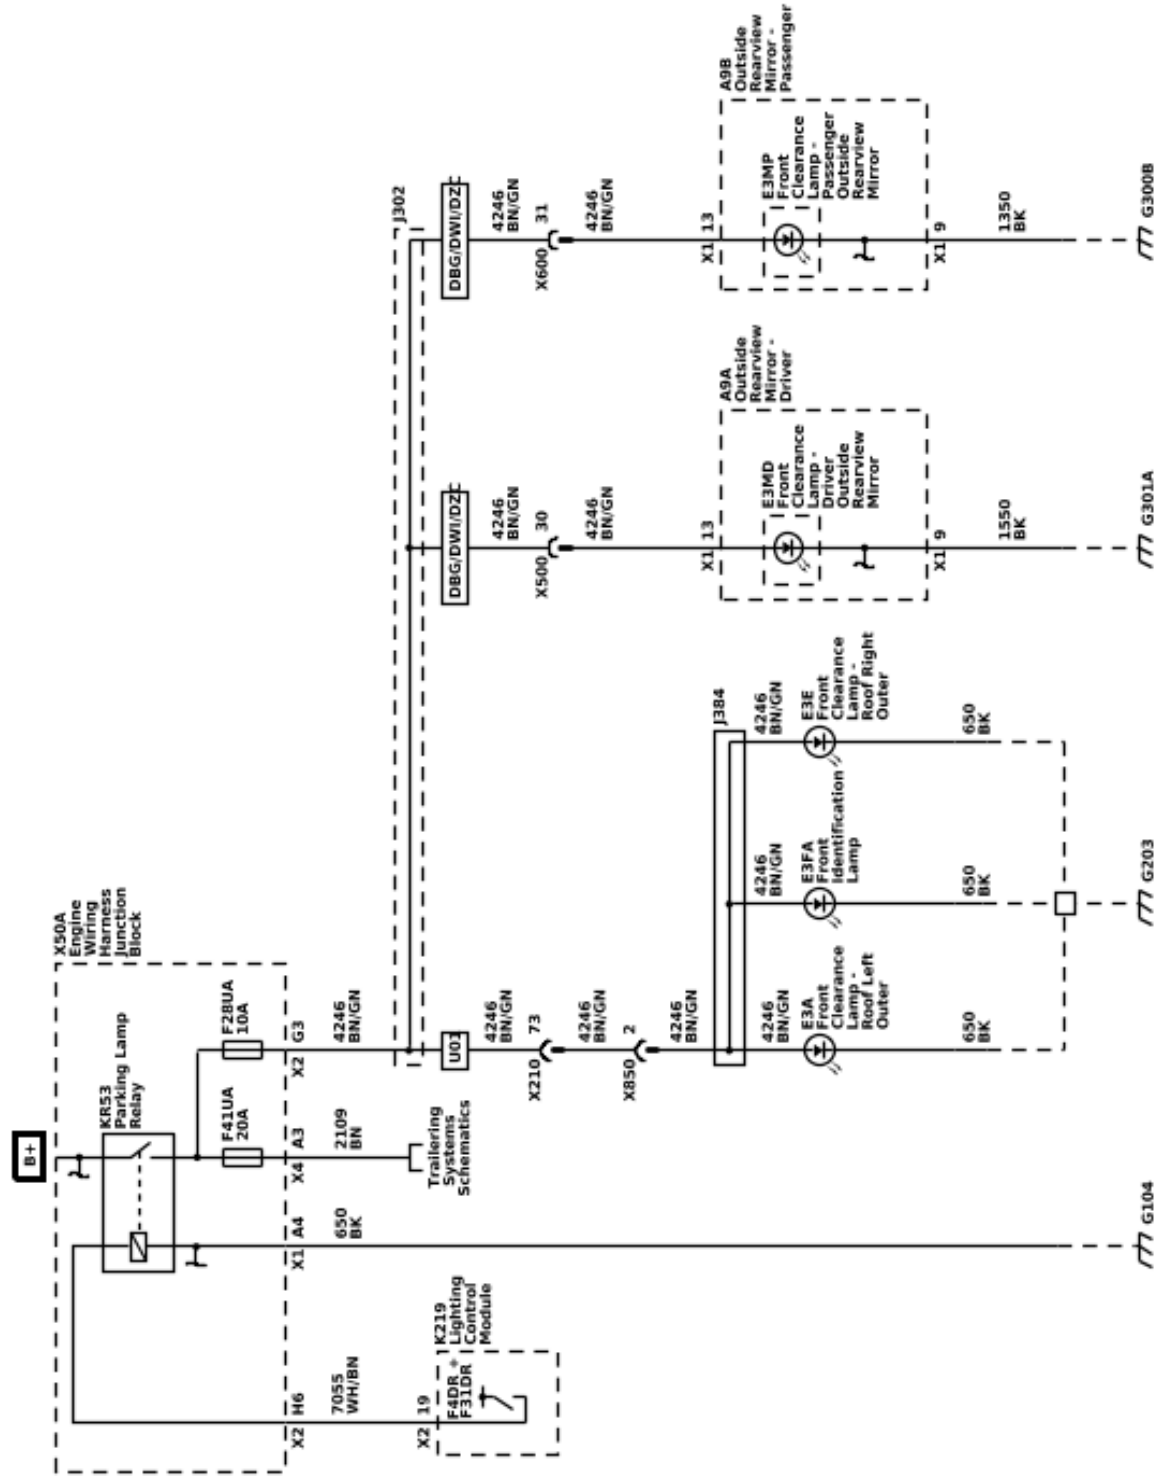 B+
X50A
Engine
Wiring
Harness
Junction
Block
KR53
Parking Lamp
Relay
F41UA
20A
F28UA
10A
X2 H6
X1 A4
X4 A3
X2 G3
7055
WH/BN
650
BK
2109
BN
4246
BN/GN
X2 19
K219
Lighting
Control
Module
F4DR +
F31DR
Trailering
Systems
Schematics
J302
U01
DBG/DWI/DZC
DBG/DWI/DZC
4246
BN/GN
4246
BN/GN
4246
BN/GN
X210 73
X500 30
X600 31
4246
BN/GN
4246
BN/GN
4246
BN/GN
X850 2
4246
BN/GN
J384
X1 13
A9A
Outside
Rearview
Mirror -
Driver
X1 13
A9B
Outside
Rearview
Mirror -
Passenger
4246
BN/GN
4246
BN/GN
4246
BN/GN
E3A
Front
Clearance
Lamp -
Roof Left
Outer
E3FA
Front
Identification
Lamp
E3E
Front
Clearance
Lamp -
Roof Right
Outer
E3MD
Front
Clearance
Lamp -
Driver
Outside
Rearview
Mirror
E3MP
Front
Clearance
Lamp -
Passenger
Outside
Rearview
Mirror
X1 9
X1 9
650
BK
650
BK
650
BK
1550
BK
1350
BK
G104
G203
G301A
G300B